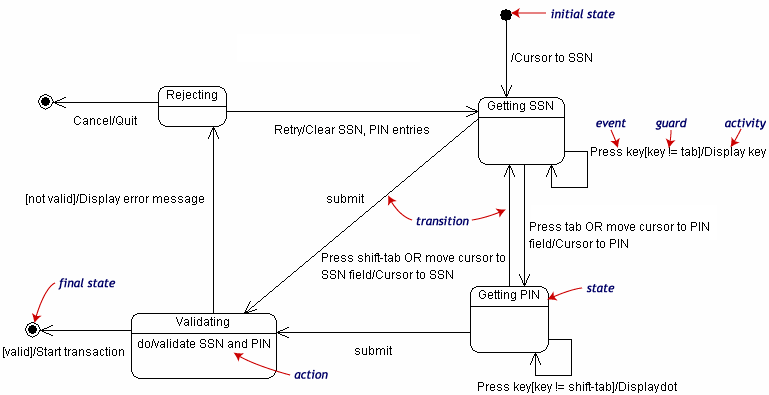 initial state
/Cursor to SSN
Rejecting
Getting SSN
Cancel/Quit
Retry/Clear SSN, PIN entries
event guard activity
Press key[key != tab]/Display key
[not valid]/Display error message
submit
transition
Press tab OR move cursor to PIN
field/Cursor to PIN
Press shift-tab OR move cursor to
SSN field/Cursor to SSN
final state
Getting PIN
state
Validating
do/validate SSN and PIN
[valid]/Start transaction
submit
action
Press key[key != shift-tab]/Displaydot